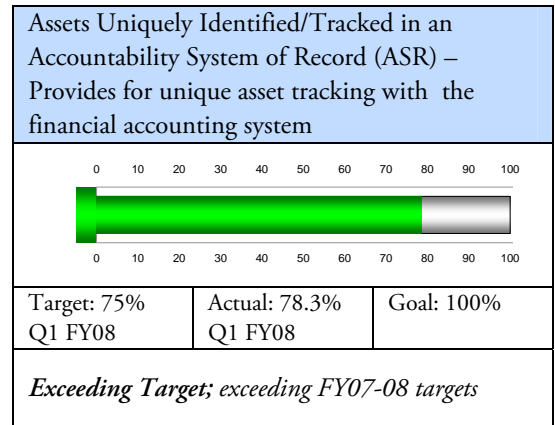 Assets Uniquely Identified/Tracked in an
Accountability System of Record (ASR) –
Provides for unique asset tracking with the
financial accounting system
0 10 20 30 40 50 60 70 80 90 100
0 10 20 30 40 50 60 70 80 90 100
Target: 75%
Q1 FY08
Actual: 78.3%
Q1 FY08
Goal: 100%
Exceeding Target; exceeding FY07-08 targets